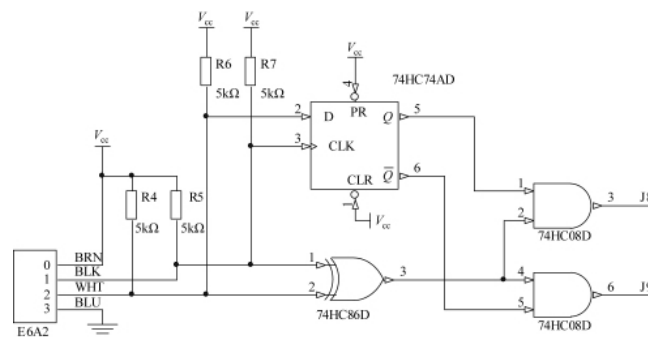 Vcc
Vcc
R6
5kΩ
R7
5kΩ
Vcc
74HC74AD
4
PR
2
D
Q
5
3
CLK
6
Q̄
CLR
1
Vcc
Vcc
R4
5kΩ
R5
5kΩ
1
2
3
J8
74HC08D
0
BRN
1
BLK
2
WHT
3
BLU
E6A2
1
2
3
74HC86D
4
5
6
J9
74HC08D